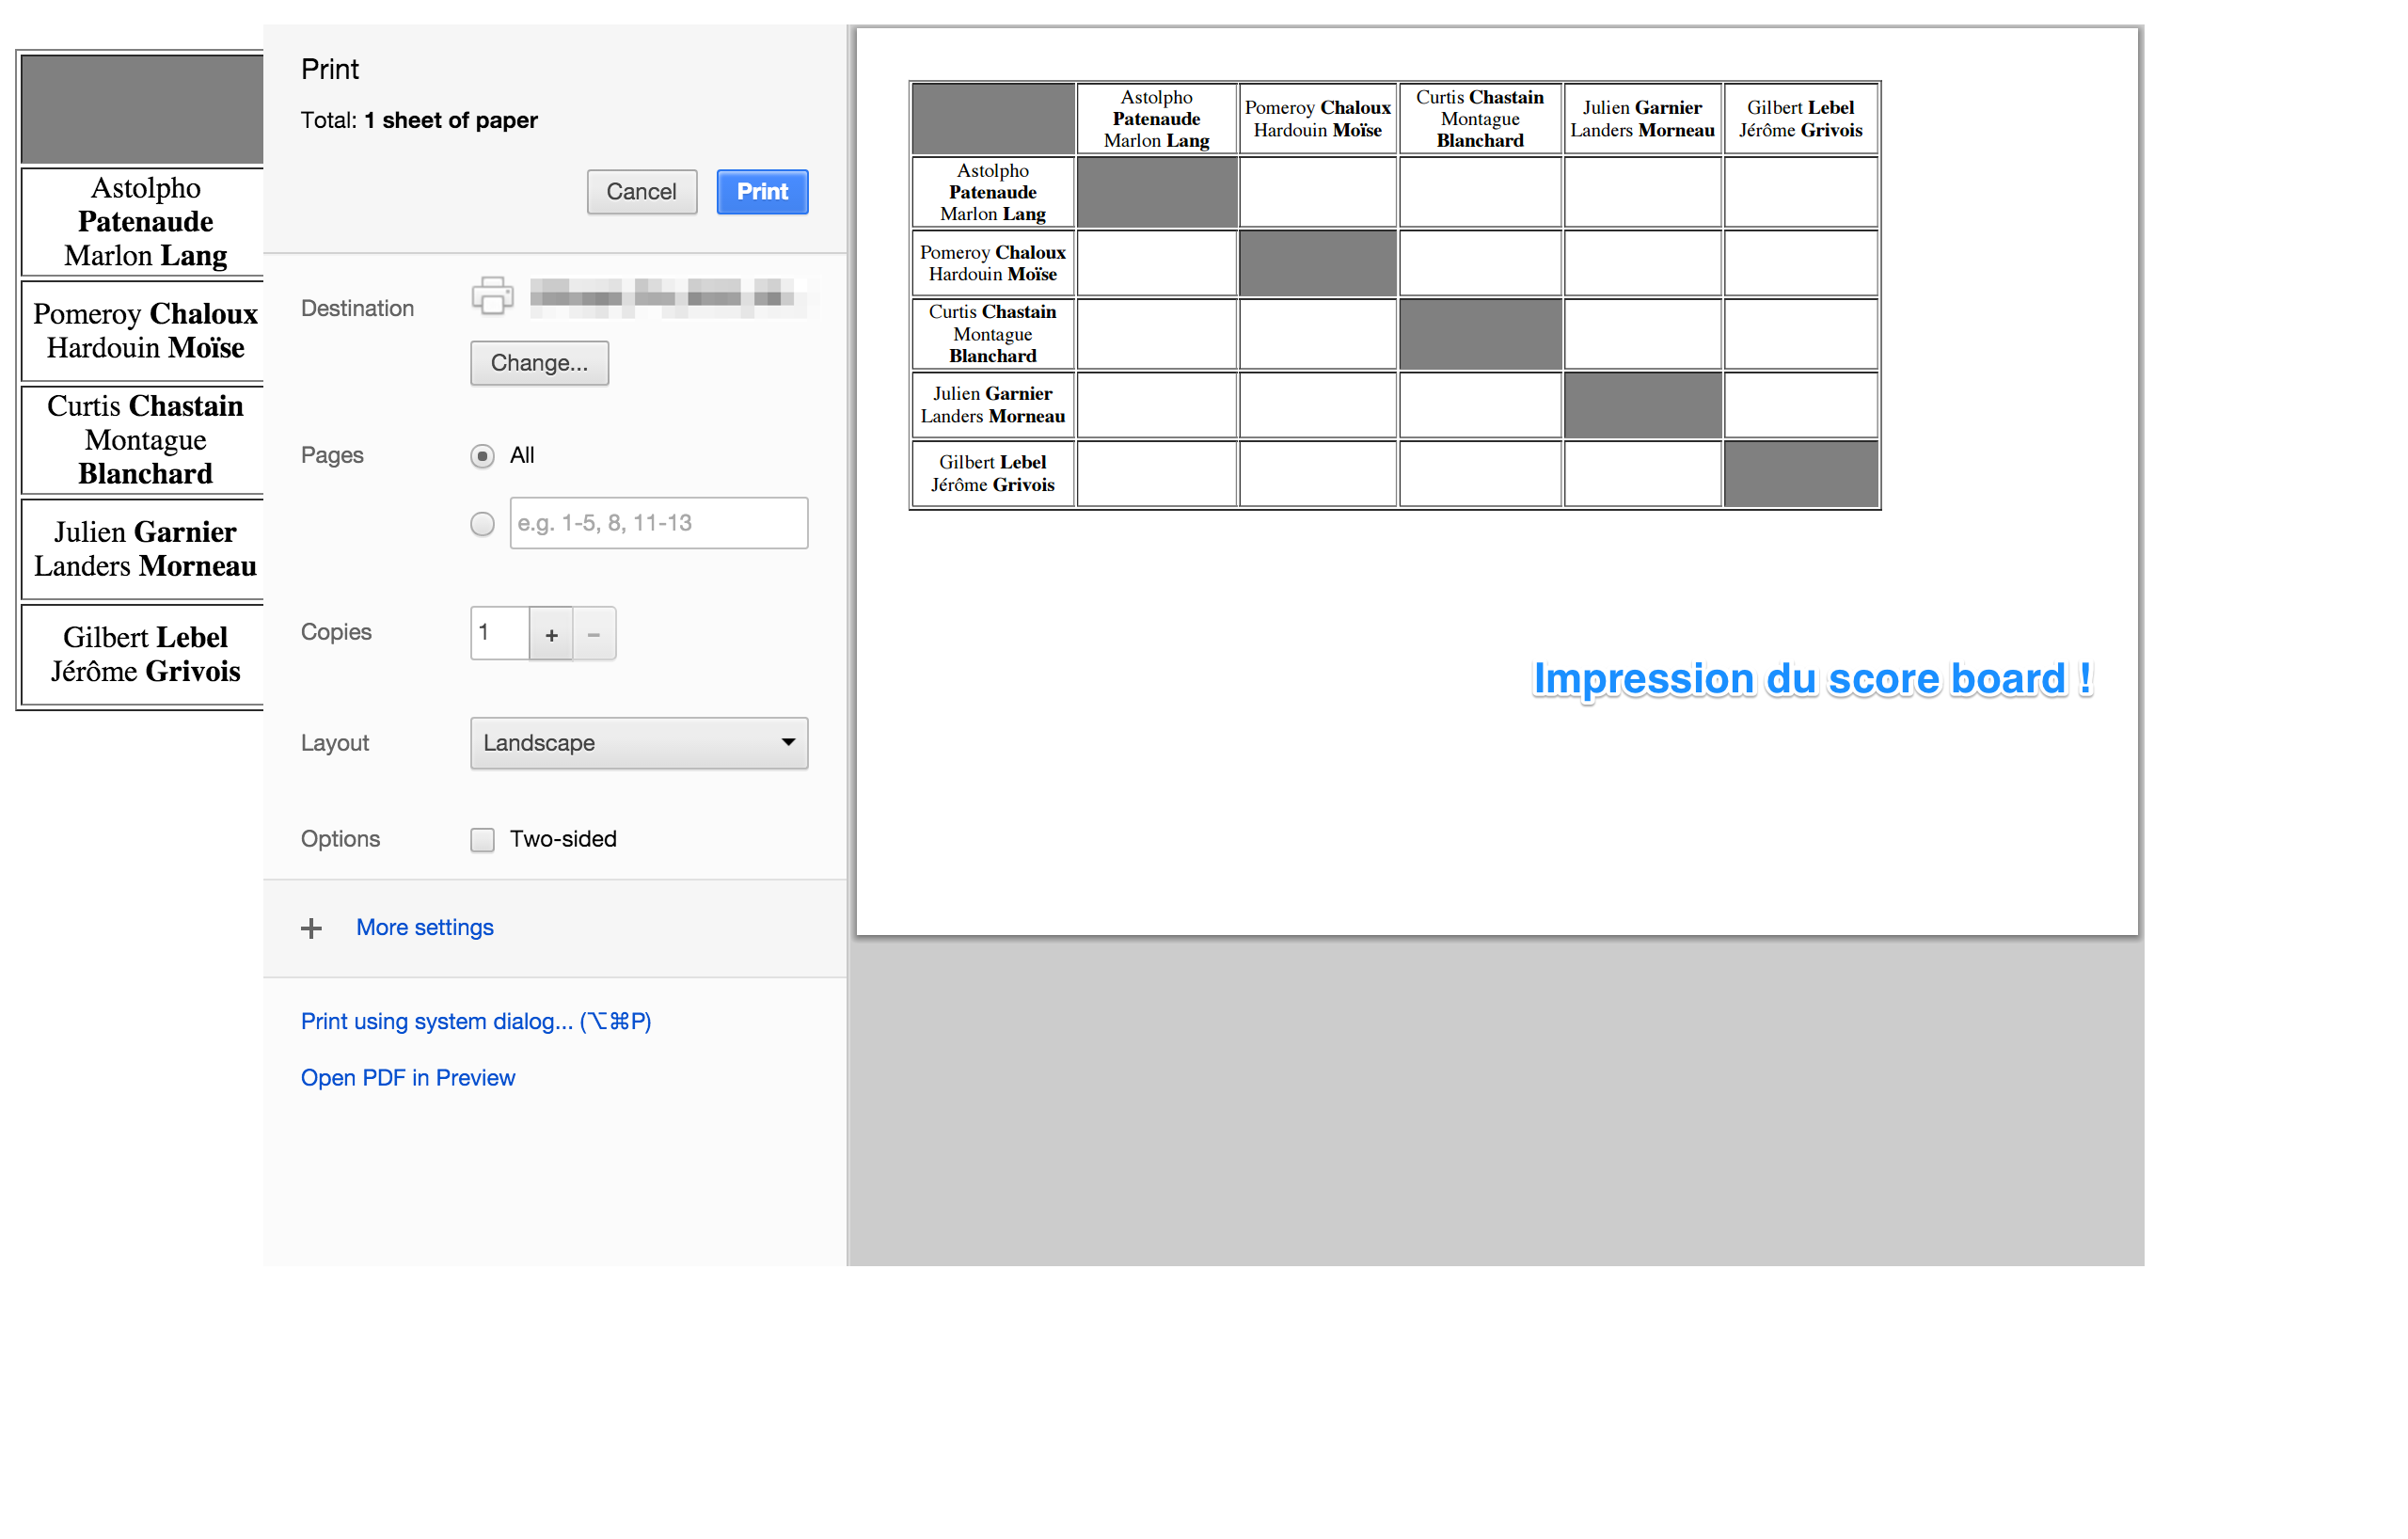 Astolpho
Patenaude
Marlon Lang
Pomeroy Chaloux
Hardouin Moïse
Curtis Chastain
Montague
Blanchard
Julien Garnier
Landers Morneau
Gilbert Lebel
Jérôme Grivois
Print
Total: 1 sheet of paper
Cancel
Print
Destination
Change...
Pages
All
e.g. 1-5, 8, 11-13
Copies
1
+
−
Layout
Landscape
Options
Two-sided
+ More settings
Print using system dialog... (⌥⌘P)
Open PDF in Preview
Astolpho
Patenaude
Marlon Lang
Pomeroy Chaloux
Hardouin Moïse
Curtis Chastain
Montague
Blanchard
Julien Garnier
Landers Morneau
Gilbert Lebel
Jérôme Grivois
Astolpho
Patenaude
Marlon Lang
Pomeroy Chaloux
Hardouin Moïse
Curtis Chastain
Montague
Blanchard
Julien Garnier
Landers Morneau
Gilbert Lebel
Jérôme Grivois
Impression du score board !